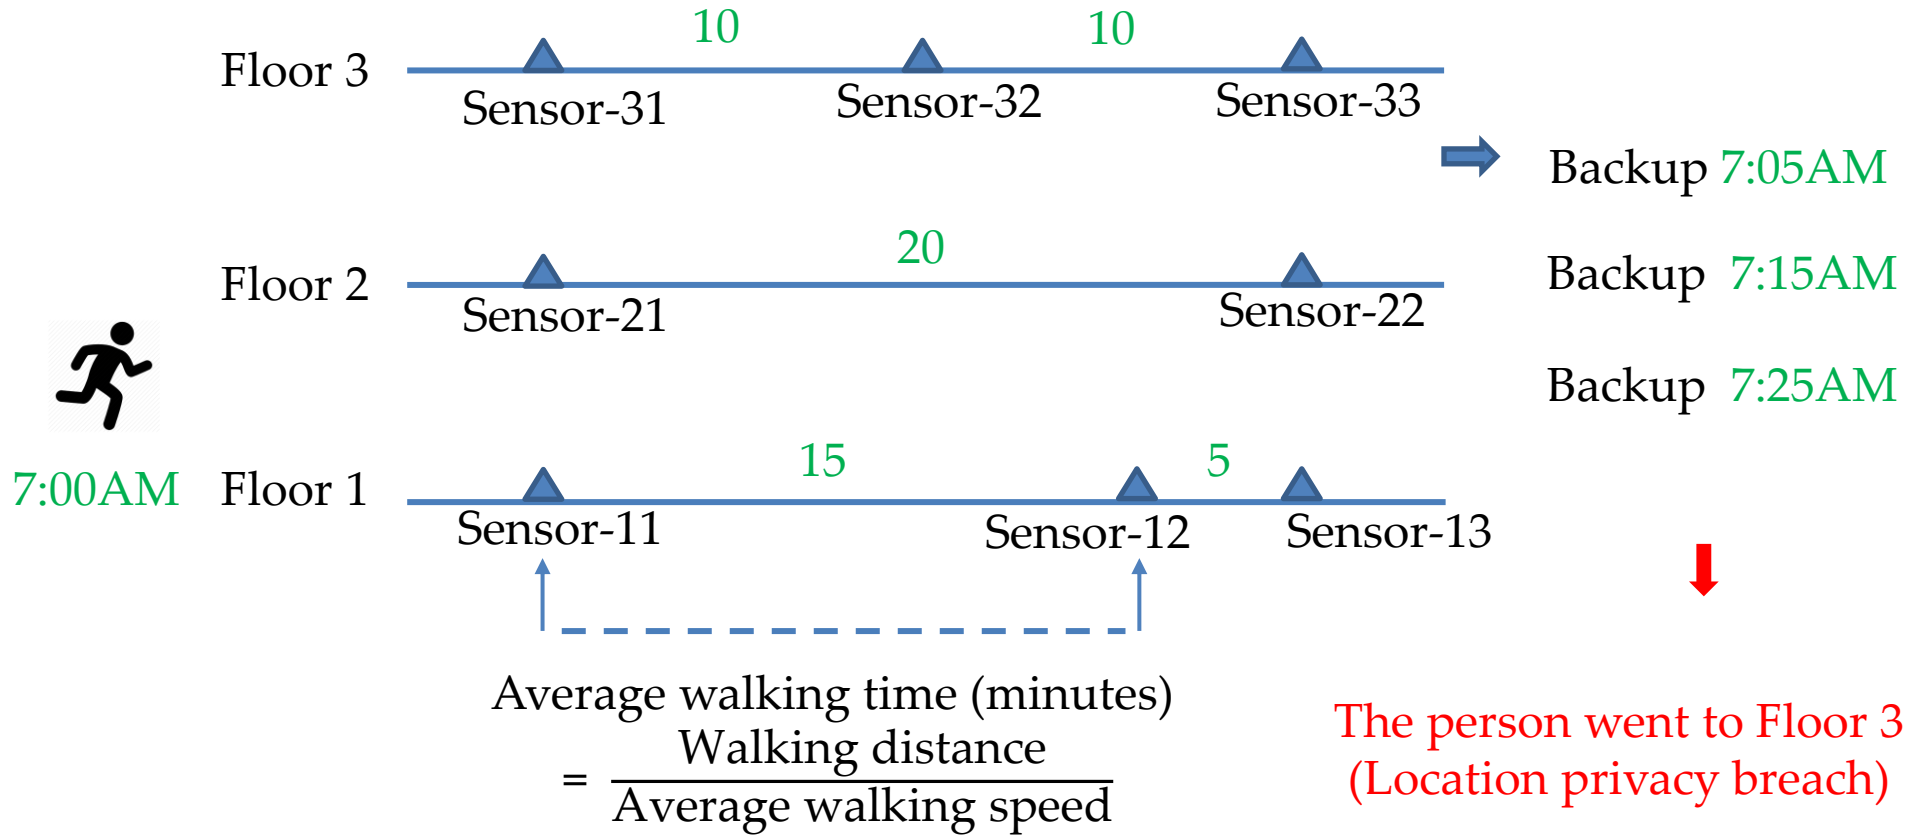 10 10
Floor 3
Sensor-31 Sensor-32 Sensor-33
Backup 7:05AM
20
Floor 2
Backup 7:15AM
Sensor-21 Sensor-22
Backup 7:25AM
15 5
7:00AM Floor 1
Sensor-11 Sensor-12 Sensor-13
Average walking time (minutes)
= Walking distance
Average walking speed
The person went to Floor 3
(Location privacy breach)